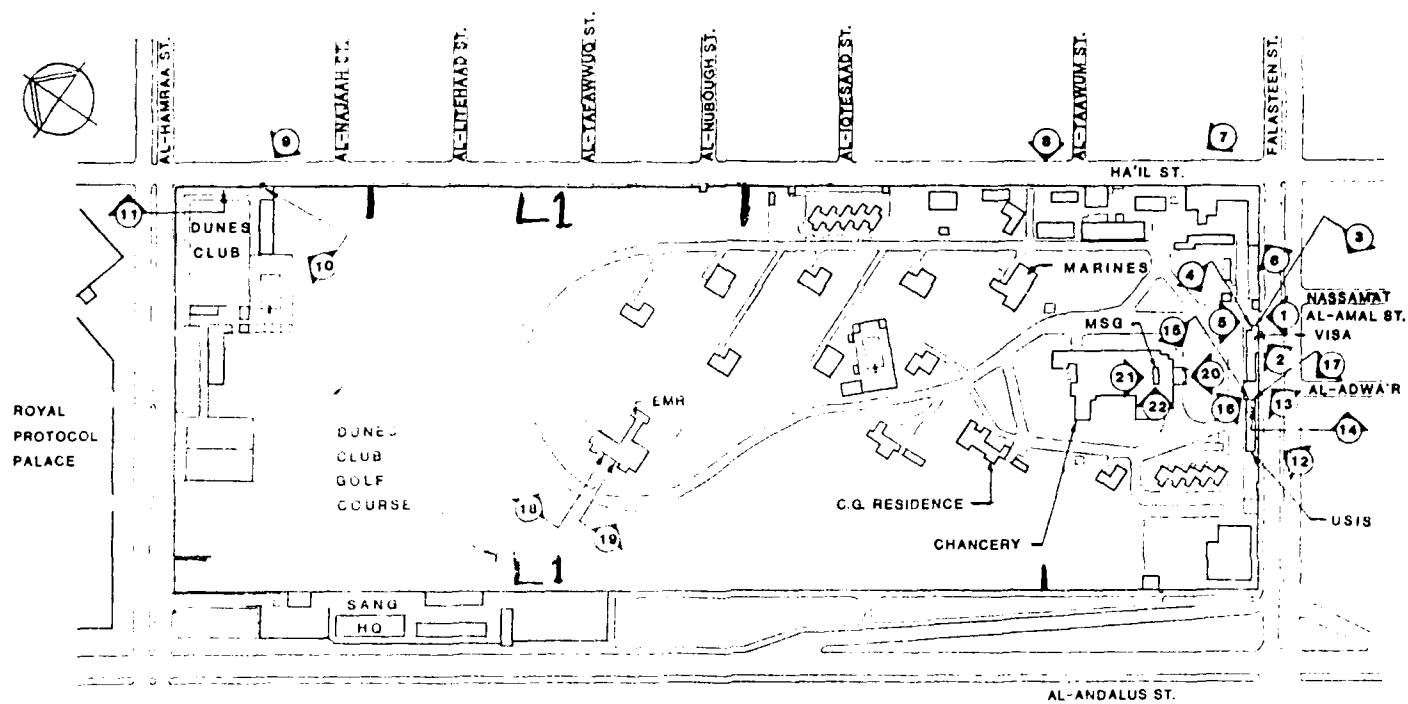 AL-HAMRAA ST.
AL-NAJAAH ST.
AL-LITEHAAD ST.
AL-TAFAWWUQ ST.
AL-NUBOUGH ST.
AL-IQTESAAD ST.
AL-TAAWUM ST.
FALASTEEN ST.
9
8
7
HA'IL ST.
11
DUNES
CLUB
10
3
6
4
MARINES
NASSAMAT
AL-AMAL ST.
1
5
MSG
15
VISA
2
17
21
20
AL-ADWA'R
22
16
13
14
EMR
ROYAL
PROTOCOL
PALACE
DUNES
CLUB
GOLF
COURSE
12
18
19
C.G. RESIDENCE
USIS
CHANCERY
L1
L1
SANG
HQ
AL-ANDALUS ST.